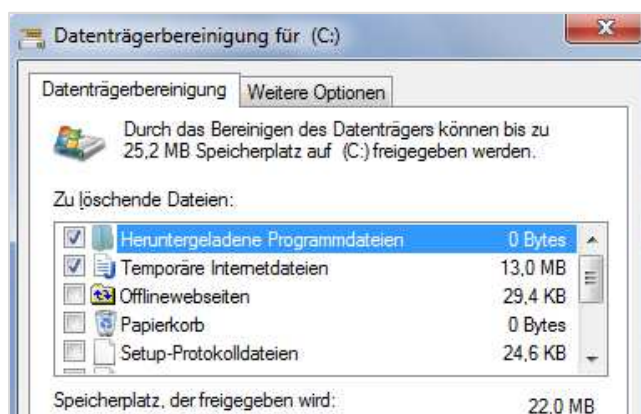 Datenträgerbereinigung für (C:)
Datenträgerbereinigung Weitere Optionen
Durch das Bereinigen des Datenträgers können bis zu
25,2 MB Speicherplatz auf (C:) freigegeben werden.
Zu löschende Dateien:
Heruntergeladene Programmdateien 0 Bytes
Temporäre Internetdateien 13,0 MB
Offlinewebseiten 29,4 KB
Papierkorb 0 Bytes
Setup-Protokolldateien 24,6 KB
Speicherplatz, der freigegeben wird: 22,0 MB